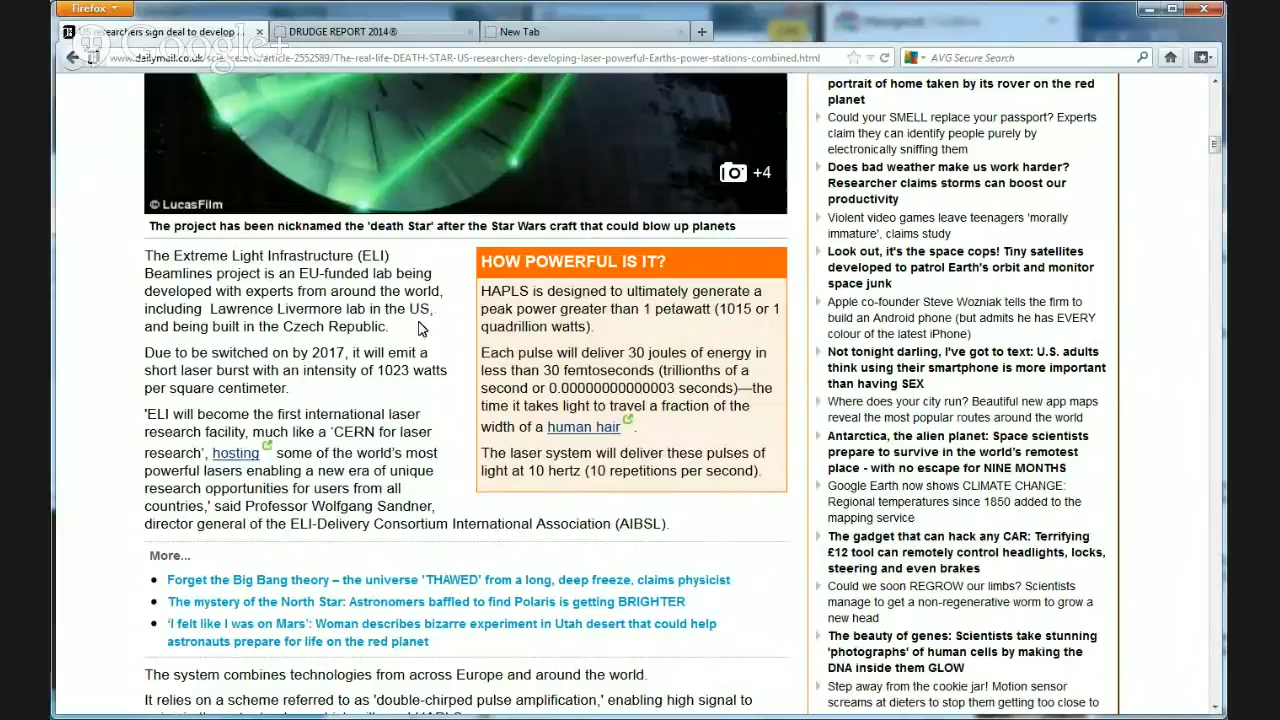 Firefox
US researchers sign deal to develop...
DRUDGE REPORT 2014®
New Tab
Google+
www.dailymail.co.uk/sciencetech/article-2552589/The-real-life-DEATH-STAR-US-researchers-developing-laser-powerful-Earths-power-stations-combined.html
AVG Secure Search
+4
© LucasFilm
The project has been nicknamed the 'death Star' after the Star Wars craft that could blow up planets
The Extreme Light Infrastructure (ELI)
Beamlines project is an EU-funded lab being
developed with experts from around the world,
including Lawrence Livermore lab in the US,
and being built in the Czech Republic.
Due to be switched on by 2017, it will emit a
short laser burst with an intensity of 1023 watts
per square centimeter.
'ELI will become the first international laser
research facility, much like a 'CERN for laser
research', hosting some of the world's most
powerful lasers enabling a new era of unique
research opportunities for users from all
countries,' said Professor Wolfgang Sandner,
director general of the ELI-Delivery Consortium International Association (AIBSL).
HOW POWERFUL IS IT?
HAPLS is designed to ultimately generate a
peak power greater than 1 petawatt (1015 or 1
quadrillion watts).
Each pulse will deliver 30 joules of energy in
less than 30 femtoseconds (trillionths of a
second or 0.00000000000003 seconds)—the
time it takes light to travel a fraction of the
width of a human hair .
The laser system will deliver these pulses of
light at 10 hertz (10 repetitions per second).
More...
Forget the Big Bang theory – the universe 'THAWED' from a long, deep freeze, claims physicist
The mystery of the North Star: Astronomers baffled to find Polaris is getting BRIGHTER
'I felt like I was on Mars': Woman describes bizarre experiment in Utah desert that could help
astronauts prepare for life on the red planet
The system combines technologies from across Europe and around the world.
It relies on a scheme referred to as 'double-chirped pulse amplification,' enabling high signal to
portrait of home taken by its rover on the red
planet
Could your SMELL replace your passport? Experts
claim they can identify people purely by
electronically sniffing them
Does bad weather make us work harder?
Researcher claims storms can boost our
productivity
Violent video games leave teenagers 'morally
immature', claims study
Look out, it's the space cops! Tiny satellites
developed to patrol Earth's orbit and monitor
space junk
Apple co-founder Steve Wozniak tells the firm to
build an Android phone (but admits he has EVERY
colour of the latest iPhone)
Not tonight darling, I've got to text: U.S. adults
think using their smartphone is more important
than having SEX
Where does your city run? Beautiful new app maps
reveal the most popular routes around the world
Antarctica, the alien planet: Space scientists
prepare to survive in the world's remotest
place - with no escape for NINE MONTHS
Google Earth now shows CLIMATE CHANGE:
Regional temperatures since 1850 added to the
mapping service
The gadget that can hack any CAR: Terrifying
£12 tool can remotely control headlights, locks,
steering and even brakes
Could we soon REGROW our limbs? Scientists
manage to get a non-regenerative worm to grow a
new head
The beauty of genes: Scientists take stunning
'photographs' of human cells by making the
DNA inside them GLOW
Step away from the cookie jar! Motion sensor
screams at dieters to stop them getting too close to